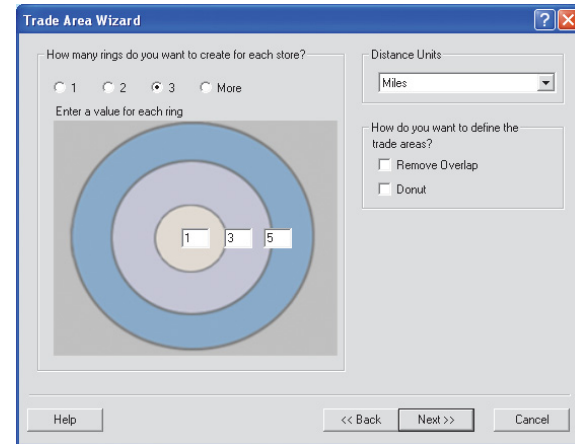 Trade Area Wizard
How many rings do you want to create for each store?
1 2 3 More
Enter a value for each ring
1 3 5
Distance Units
Miles
How do you want to define the
trade areas?
Remove Overlap
Donut
Help << Back Next >> Cancel